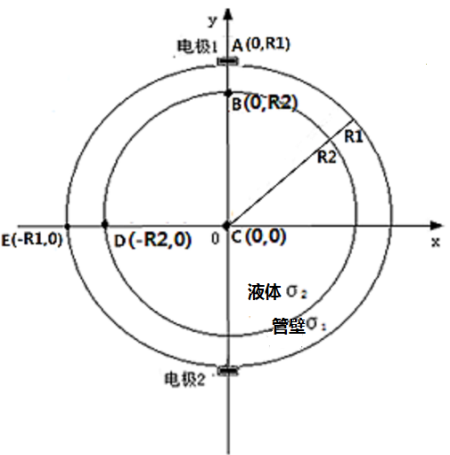 y
电极1 A(0,R1)
B(0,R2)
R1
R2
E(-R1,0) D(-R2,0) 0 C(0,0) x
液体 σ₂
管壁σ₁
电极2